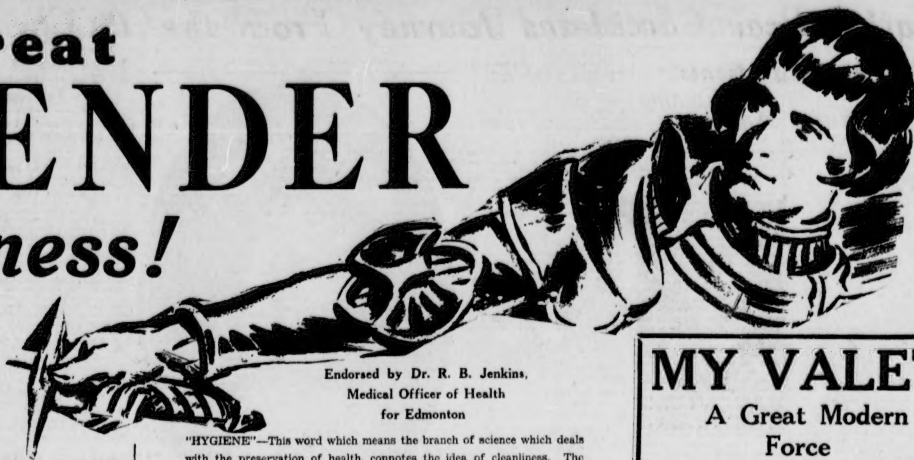 eat
ENDER
ness!
Endorsed by Dr. R. B. Jenkins,
Medical Officer of Health
for Edmonton
"HYGIENE"—This word which means the branch of science which deals
with the preservation of health, connotes the idea of cleanliness. The
MY VALE
A Great Modern
Force